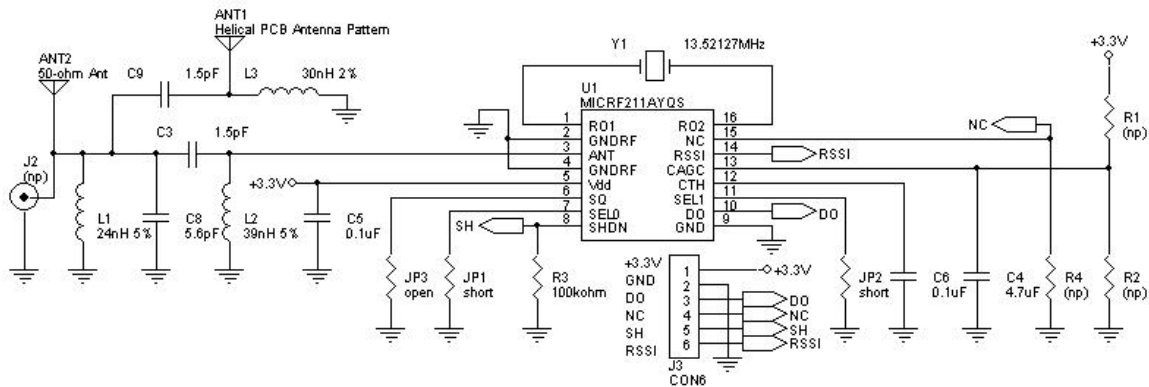 ANT1
Helical PCB Antenna Pattern
ANT2
50-ohm Ant
C9 1.5pF L3 30nH 2%
Y1 13.52127MHz
+3.3V
U1
MICRF211AYQS
R1
(np)
C3 1.5pF
J2
(np)
1 RO1 RO2 16
2 GNDRF NC 15 NC
3 ANT RSSI 14 RSSI
4 GNDRF CAGC 13
5 Vdd CTH 12
6 SQ SEL1 11
7 SEL0 DO 10 DO
8 SHDN GND 9
+3.3V
SH
L1
24nH 5%
C8
5.6pF
L2
39nH 5%
C5
0.1uF
JP3
open
JP1
short
R3
100kohm
JP2
short
C6
0.1uF
C4
4.7uF
R4
(np)
R2
(np)
+3.3V 1 +3.3V
GND 2
DO 3 DO
NC 4 NC
SH 5 SH
RSSI 6 RSSI
J3
CON6